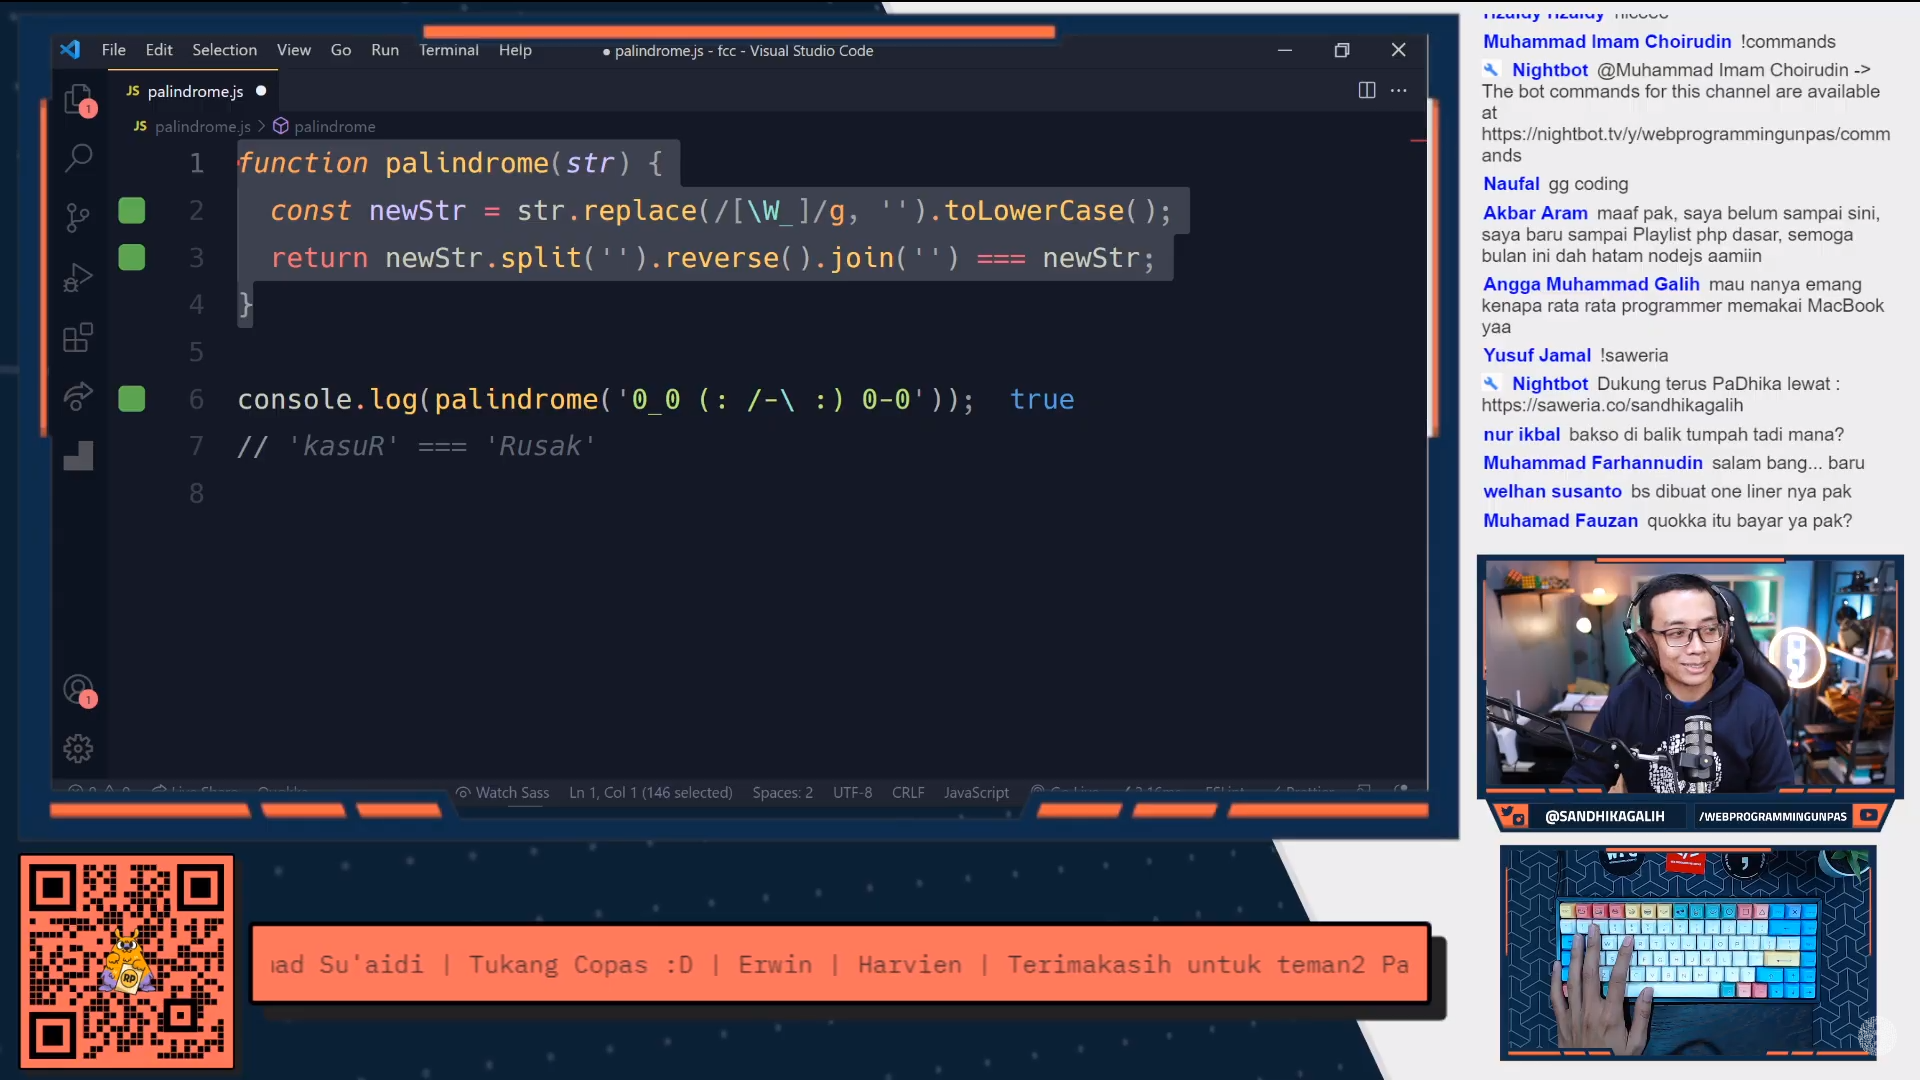 File Edit Selection View Go Run Terminal Help
● palindrome.js - fcc - Visual Studio Code
JS palindrome.js ●
JS palindrome.js > palindrome
1 function palindrome(str) {
2 const newStr = str.replace(/[\W_]/g, '').toLowerCase();
3 return newStr.split('').reverse().join('') === newStr;
4 }
5
6 console.log(palindrome('0_0 (: /-\ :) 0-0')); true
7 // 'kasuR' === 'Rusak'
8
1
1
Watch Sass Ln 1, Col 1 (146 selected) Spaces: 2 UTF-8 CRLF JavaScript
Muhammad Imam Choirudin !commands
Nightbot @Muhammad Imam Choirudin ->
The bot commands for this channel are available
at
https://nightbot.tv/y/webprogrammingunpas/comm
ands
Naufal gg coding
Akbar Aram maaf pak, saya belum sampai sini,
saya baru sampai Playlist php dasar, semoga
bulan ini dah hatam nodejs aamiin
Angga Muhammad Galih mau nanya emang
kenapa rata rata programmer memakai MacBook
yaa
Yusuf Jamal !saweria
Nightbot Dukung terus PaDhika lewat :
https://saweria.co/sandhikagalih
nur ikbal bakso di balik tumpah tadi mana?
Muhammad Farhannudin salam bang... baru
welhan susanto bs dibuat one liner nya pak
Muhamad Fauzan quokka itu bayar ya pak?
@SANDHIKAGALIH /WEBPROGRAMMINGUNPAS
RP
ad Su'aidi | Tukang Copas :D | Erwin | Harvien | Terimakasih untuk teman2 Pa